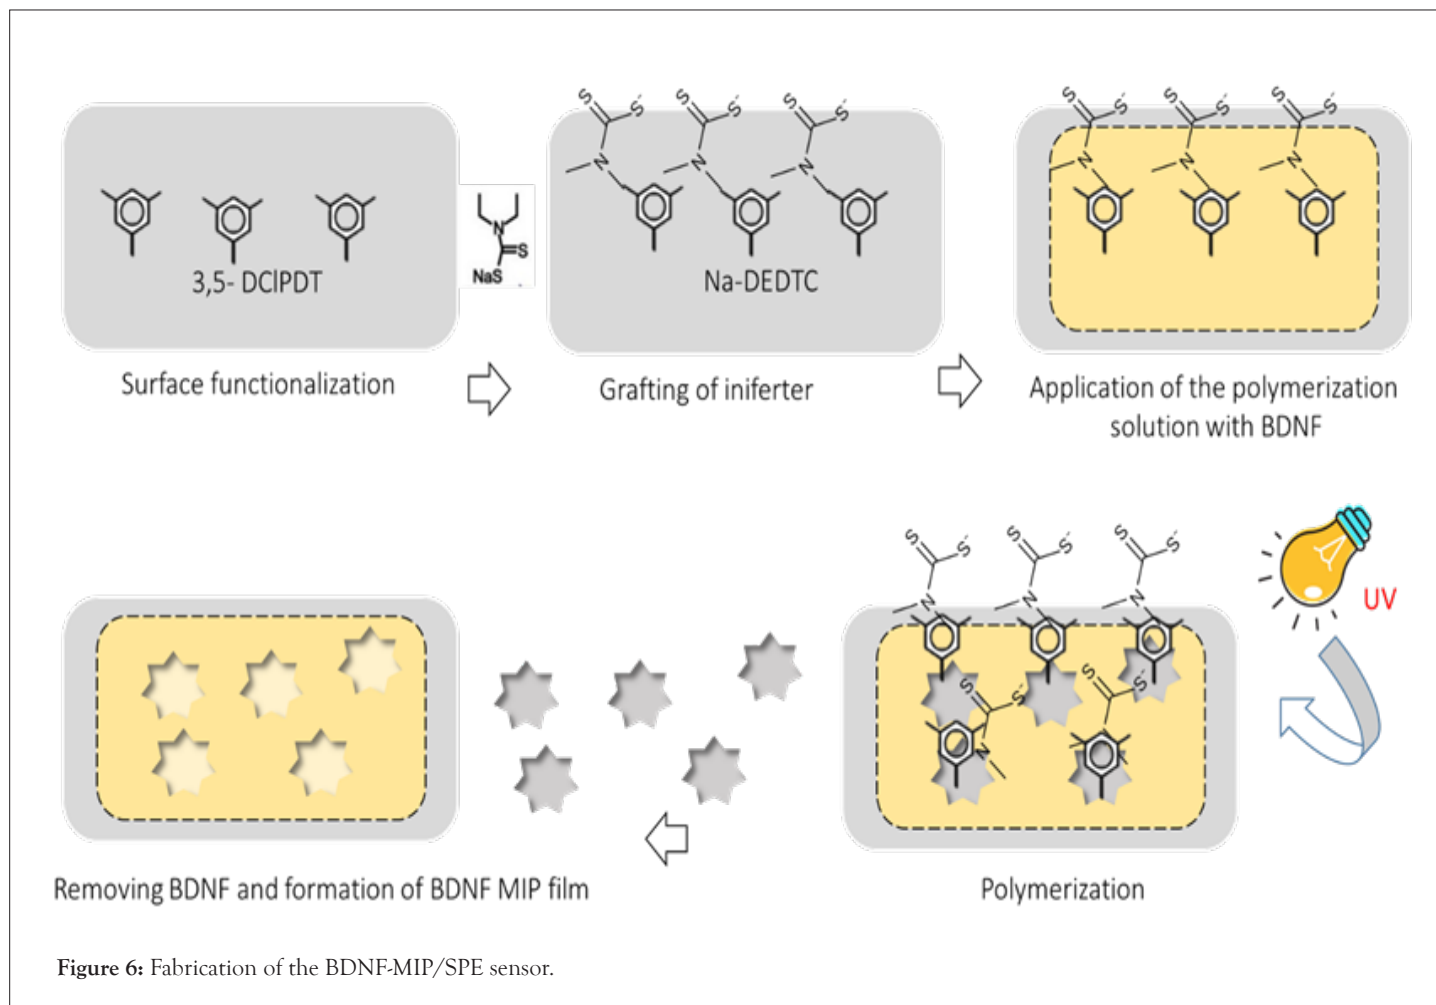 3,5- DClPDT
N
S
NaS
Na-DEDTC
S
S-
N
S
S-
N
S
S-
N
S
S-
N
S
S-
N
S
S-
N
Surface functionalization
Grafting of iniferter
Application of the polymerization
solution with BDNF
S
S-
N
S
S-
N
S
S-
N
S
S-
N
S
S-
N
UV
Removing BDNF and formation of BDNF MIP film
Polymerization
Figure 6: Fabrication of the BDNF-MIP/SPE sensor.